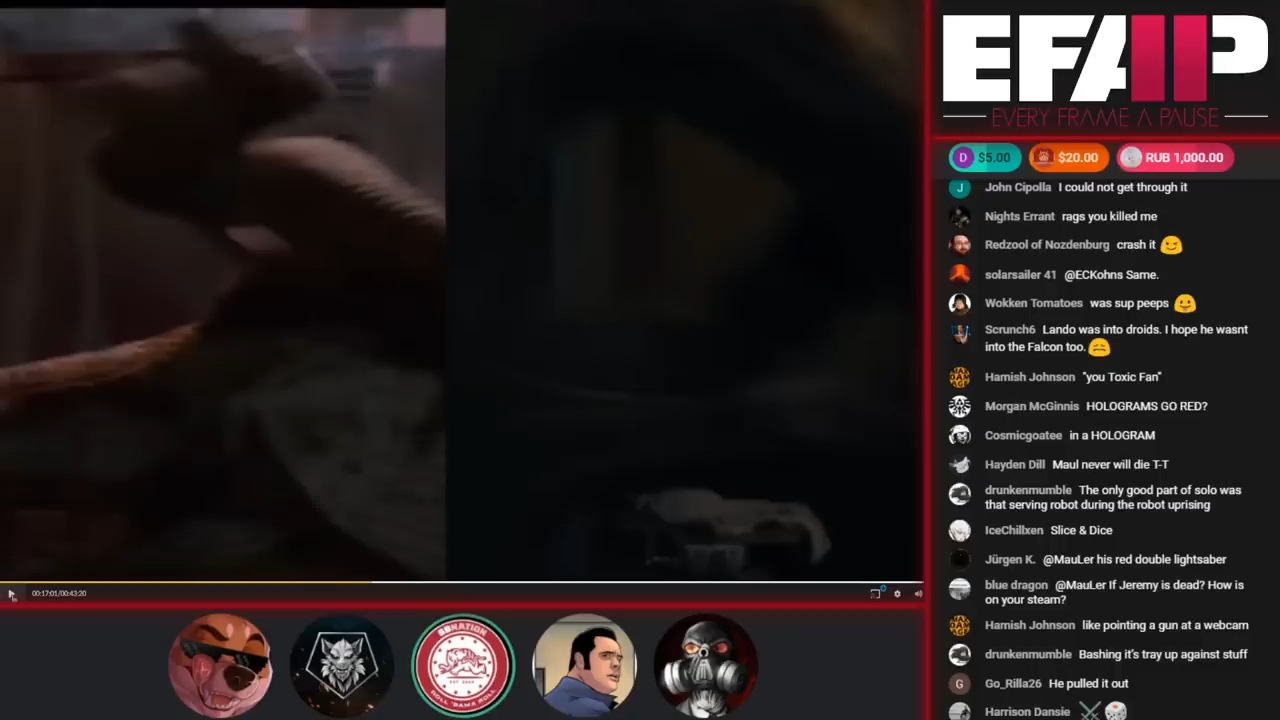 EFAP
EVERY FRAME A PAUSE
D $5.00 $20.00 RUB 1,000.00
J John Cipolla I could not get through it
Nights Errant rags you killed me
Redzool of Nozdenburg crash it
solarsailer 41 @ECKohns Same.
Wokken Tomatoes was sup peeps
Scrunch6 Lando was into droids. I hope he wasnt
into the Falcon too.
Hamish Johnson "you Toxic Fan"
Morgan McGinnis HOLOGRAMS GO RED?
Cosmicgoatee in a HOLOGRAM
Hayden Dill Maul never will die T-T
drunkenmumble The only good part of solo was
that serving robot during the robot uprising
IceChillxen Slice & Dice
Jürgen K. @MauLer his red double lightsaber
blue dragon @MauLer If Jeremy is dead? How is
on your steam?
Hamish Johnson like pointing a gun at a webcam
drunkenmumble Bashing it's tray up against stuff
G Go_Rilla26 He pulled it out
Harrison Dansie
00:17:01/00:43:20
BBNATION
ROLL 'DAMA ROLL